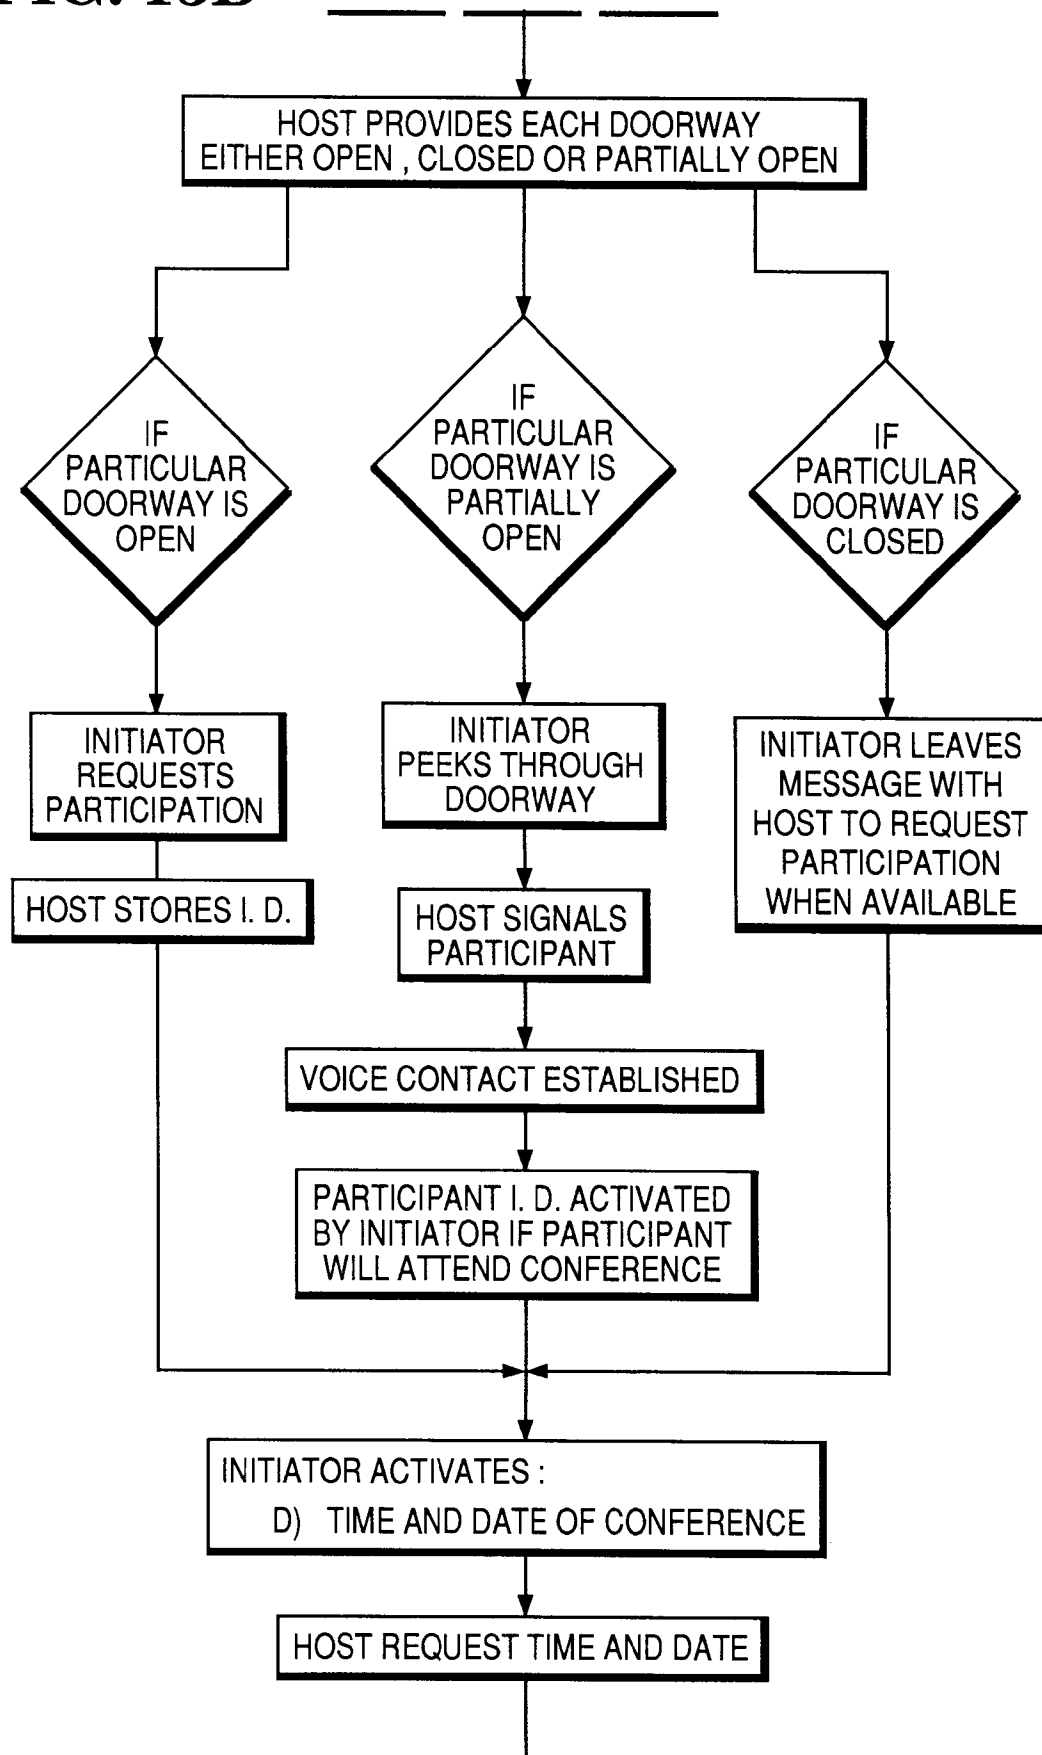 HOST PROVIDES EACH DOORWAY
EITHER OPEN , CLOSED OR PARTIALLY OPEN
IF
PARTICULAR
DOORWAY IS
OPEN
IF
PARTICULAR
DOORWAY IS
PARTIALLY
OPEN
IF
PARTICULAR
DOORWAY IS
CLOSED
INITIATOR
REQUESTS
PARTICIPATION
HOST STORES I. D.
INITIATOR
PEEKS THROUGH
DOORWAY
HOST SIGNALS
PARTICIPANT
VOICE CONTACT ESTABLISHED
PARTICIPANT I. D. ACTIVATED
BY INITIATOR IF PARTICIPANT
WILL ATTEND CONFERENCE
INITIATOR LEAVES
MESSAGE WITH
HOST TO REQUEST
PARTICIPATION
WHEN AVAILABLE
INITIATOR ACTIVATES :
D) TIME AND DATE OF CONFERENCE
HOST REQUEST TIME AND DATE